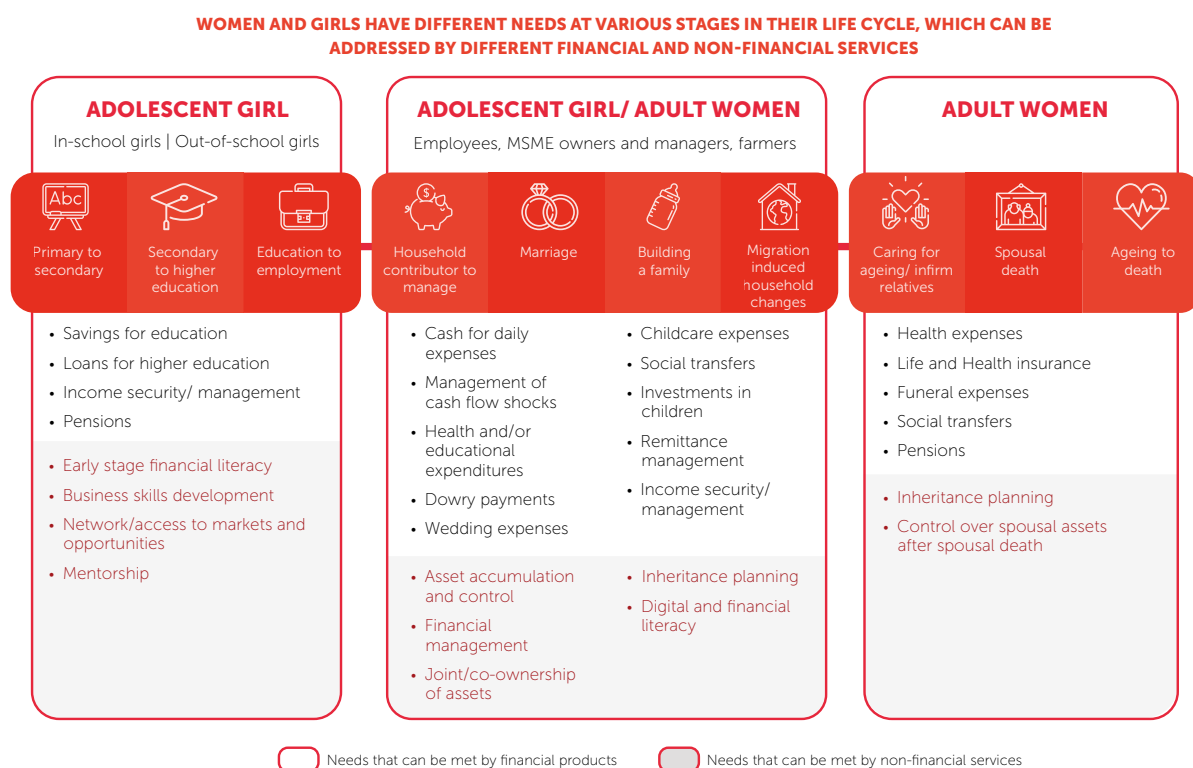 WOMEN AND GIRLS HAVE DIFFERENT NEEDS AT VARIOUS STAGES IN THEIR LIFE CYCLE, WHICH CAN BE
ADDRESSED BY DIFFERENT FINANCIAL AND NON-FINANCIAL SERVICES
ADOLESCENT GIRL
In-school girls | Out-of-school girls
Abc
Primary to
secondary
Secondary
to higher
education
Education to
employment
• Savings for education
• Loans for higher education
• Income security/ management
• Pensions
• Early stage financial literacy
• Business skills development
• Network/access to markets and
opportunities
• Mentorship
ADOLESCENT GIRL/ ADULT WOMEN
Employees, MSME owners and managers, farmers
$
Household
contributor to
manage
Marriage
Building
a family
Migration
induced
household
changes
• Cash for daily
expenses
• Management of
cash flow shocks
• Health and/or
educational
expenditures
• Dowry payments
• Wedding expenses
• Childcare expenses
• Social transfers
• Investments in
children
• Remittance
management
• Income security/
management
• Asset accumulation
and control
• Financial
management
• Joint/co-ownership
of assets
• Inheritance planning
• Digital and financial
literacy
ADULT WOMEN
Caring for
ageing/ infirm
relatives
Spousal
death
Ageing to
death
• Health expenses
• Life and Health insurance
• Funeral expenses
• Social transfers
• Pensions
• Inheritance planning
• Control over spousal assets
after spousal death
Needs that can be met by financial products
Needs that can be met by non-financial services